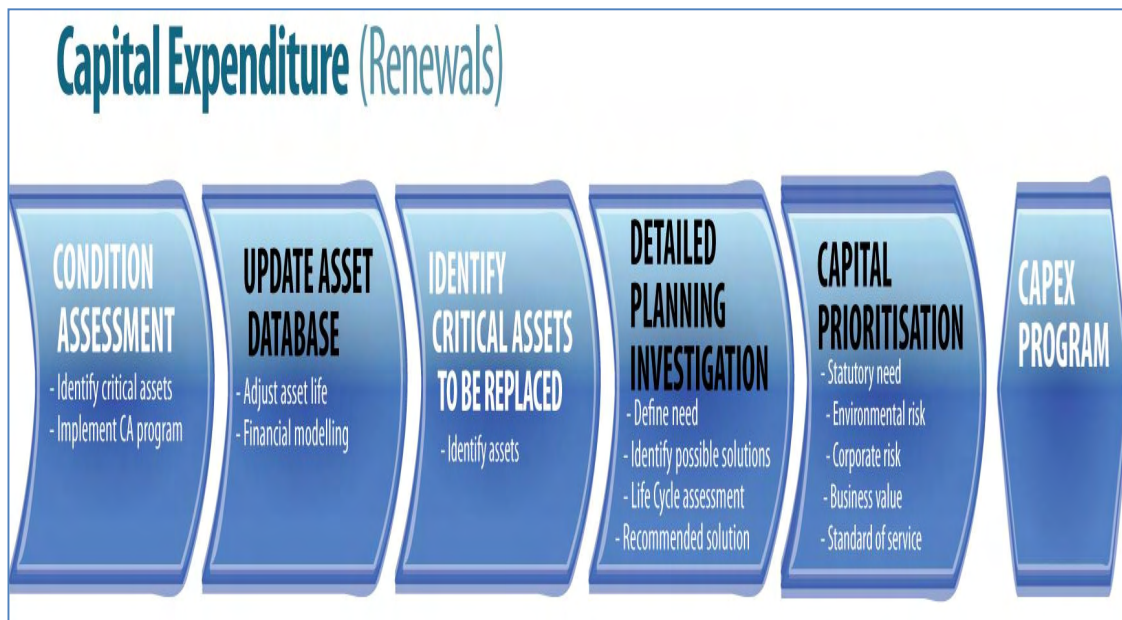 Capital Expenditure (Renewals)
CONDITION
ASSESSMENT
- Identify critical assets
- Implement CA program
UPDATE ASSET
DATABASE
- Adjust asset life
- Financial modelling
IDENTIFY
CRITICAL ASSETS
TO BE REPLACED
- Identify assets
DETAILED
PLANNING
INVESTIGATION
- Define need
- Identify possible solutions
- Life Cycle assessment
- Recommended solution
CAPITAL
PRIORITISATION
- Statutory need
- Environmental risk
- Corporate risk
- Business value
- Standard of service
CAPEX
PROGRAM